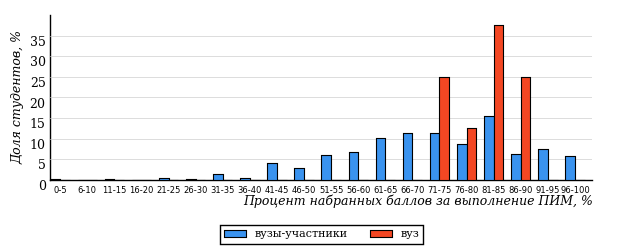 Доля студентов, %
35
30
25
20
15
10
5
0
0-5 6-10 11-15 16-20 21-25 26-30 31-35 36-40 41-45 46-50 51-55 56-60 61-65 66-70 71-75 76-80 81-85 86-90 91-95 96-100
Процент набранных баллов за выполнение ПИМ, %
вузы-участники вуз